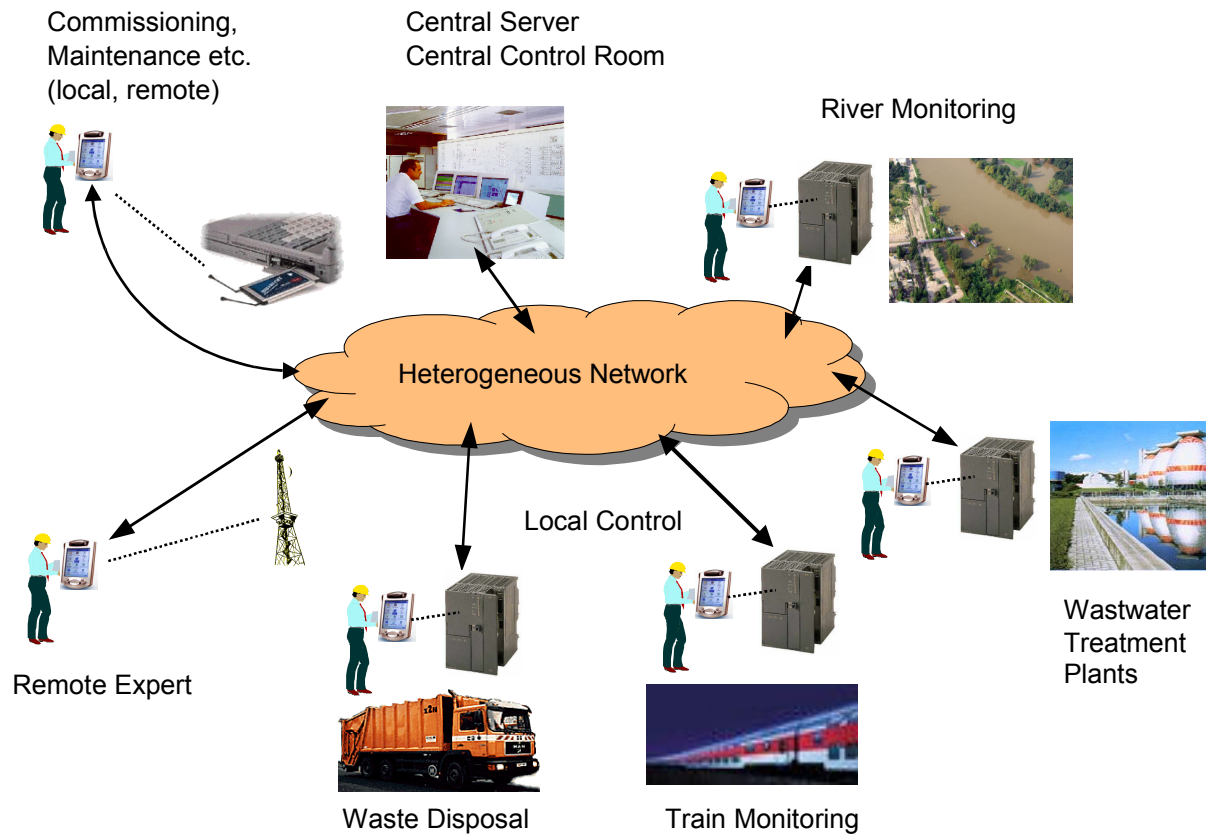 Commissioning,
Maintenance etc.
(local, remote)
Central Server
Central Control Room
River Monitoring
Heterogeneous Network
Local Control
Wastwater
Treatment
Plants
Remote Expert
Waste Disposal
Train Monitoring